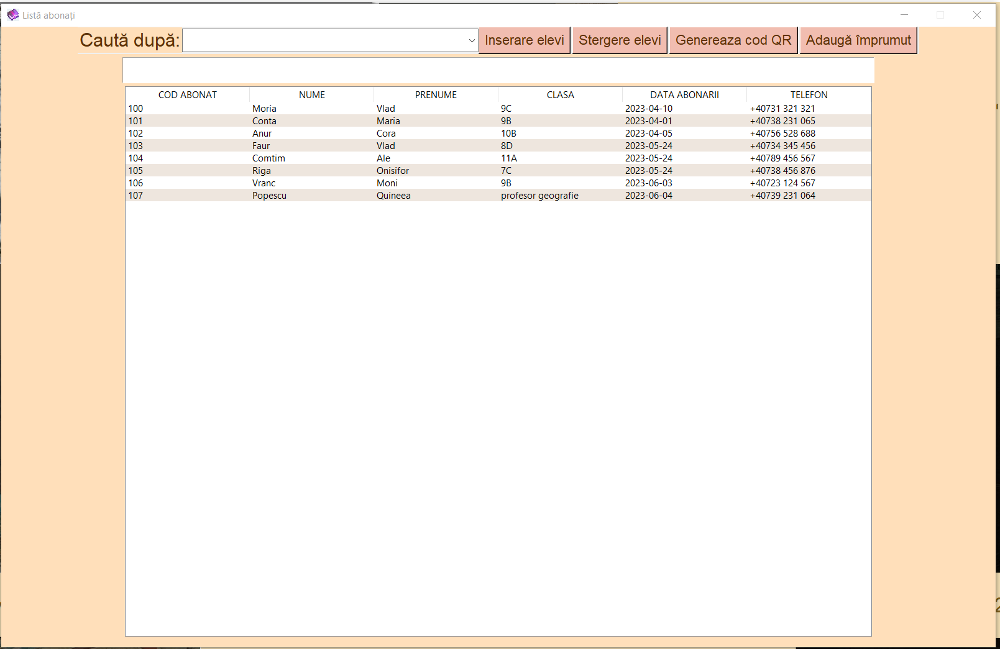 Listă abonați
Caută după: Inserare elevi Stergere elevi Genereaza cod QR Adaugă împrumut
COD ABONAT NUME PRENUME CLASA DATA ABONARII TELEFON
100 Moria Vlad 9C 2023-04-10 +40731 321 321
101 Conta Maria 9B 2023-04-01 +40738 231 065
102 Anur Cora 10B 2023-04-05 +40756 528 688
103 Faur Vlad 8D 2023-05-24 +40734 345 456
104 Comtim Ale 11A 2023-05-24 +40789 456 567
105 Riga Onisifor 7C 2023-05-24 +40738 456 876
106 Vranc Moni 9B 2023-06-03 +40723 124 567
107 Popescu Quineea profesor geografie 2023-06-04 +40739 231 064